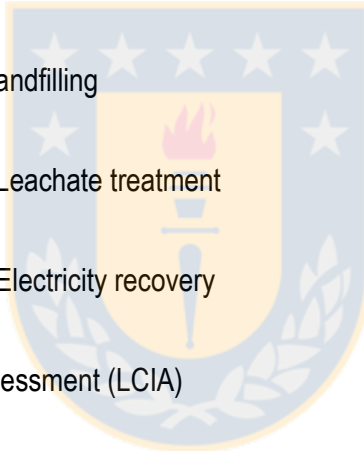 andfilling
Leachate treatment
Electricity recovery
essment (LCIA)